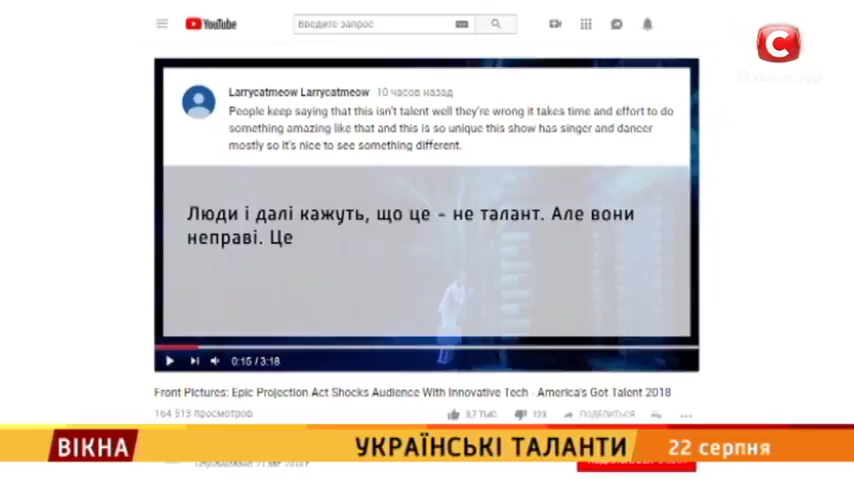 YouTube
Введите запрос
C
Larrycatmeow Larrycatmeow 10 часов назад
People keep saying that this isn't talent well they're wrong it takes time and effort to do
something amazing like that and this is so unique this show has singer and dancer
mostly so it's nice to see something different.
Люди і далі кажуть, що це - не талант. Але вони
неправі. Це
0:15 / 3:18
Front Pictures: Epic Projection Act Shocks Audience With Innovative Tech - America's Got Talent 2018
164 513 просмотров
3,7 ТЫС.
123
ПОДЕЛИТЬСЯ
ВІКНА
УКРАЇНСЬКІ ТАЛАНТИ
22 серпня